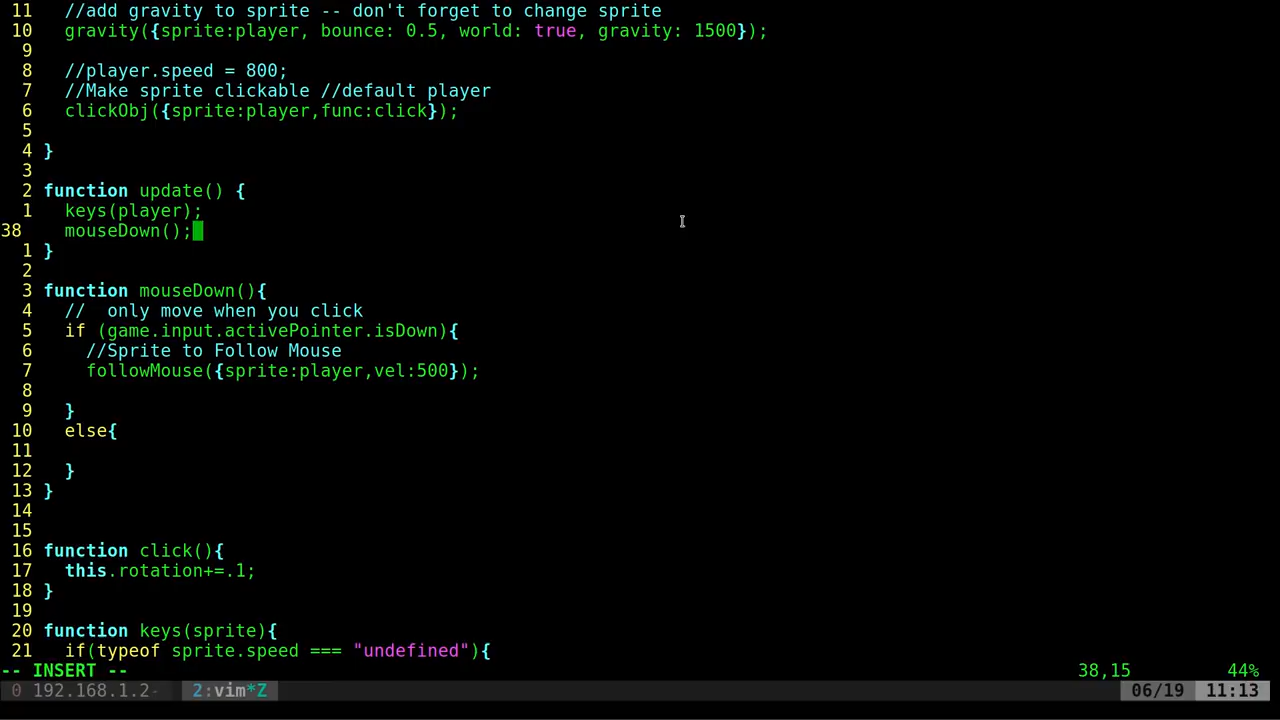 11   //add gravity to sprite -- don't forget to change sprite
10   gravity({sprite:player, bounce: 0.5, world: true, gravity: 1500});
9
8   //player.speed = 800;
7   //Make sprite clickable //default player
6   clickObj({sprite:player,func:click});
5
4 }
3
2 function update() {
1   keys(player);
38    mouseDown();
1 }
2
3 function mouseDown(){
4   //  only move when you click
5   if (game.input.activePointer.isDown){
6     //Sprite to Follow Mouse
7     followMouse({sprite:player,vel:500});
8
9   }
10   else{
11
12   }
13 }
14
15
16 function click(){
17   this.rotation+=.1;
18 }
19
20 function keys(sprite){
21   if(typeof sprite.speed === "undefined"){
-- INSERT -- 38,15 44%
0 192.168.1.2- 2:vim*Z 06/19 11:13